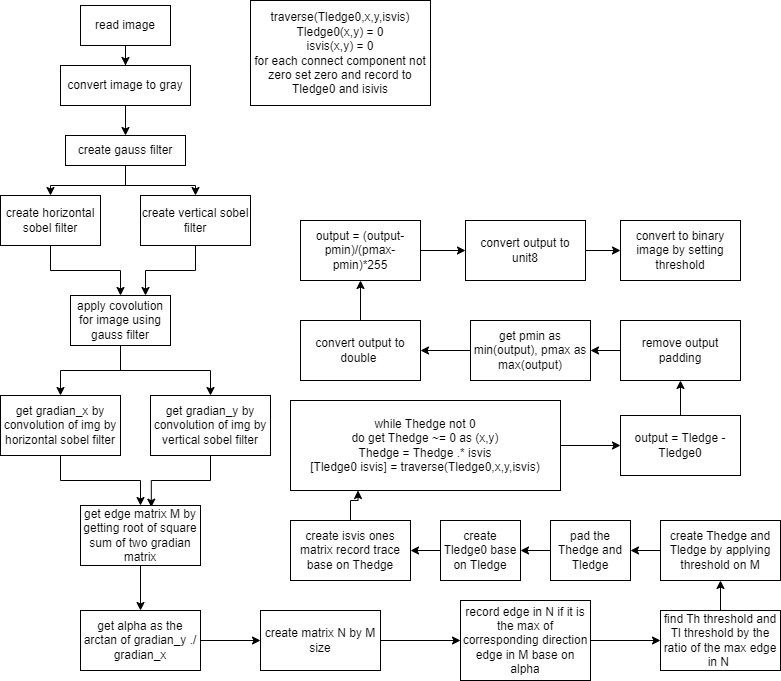 read image
traverse(Tledge0,x,y,isvis)
Tledge0(x,y) = 0
isvis(x,y) = 0
for each connect component not
zero set zero and record to
Tledge0 and isivis
convert image to gray
create gauss filter
create horizontal
sobel filter
create vertical sobel
filter
apply covolution
for image using
gauss filter
get gradian_x by
convolution of img by
horizontal sobel filter
get gradian_y by
convolution of img by
vertical sobel filter
get edge matrix M by
getting root of square
sum of two gradian
matrix
get alpha as the
arctan of gradian_y ./
gradian_x
create matrix N by M
size
record edge in N if it is
the max of
corresponding direction
edge in M base on
alpha
find Th threshold and
Tl threshold by the
ratio of the max edge
in N
create Thedge and
Tledge by applying
threshold on M
pad the
Thedge and
Tledge
create
Tledge0 base
on Tledge
create isvis ones
matrix record trace
base on Thedge
while Thedge not 0
do get Thedge ~= 0 as (x,y)
Thedge = Thedge .* isvis
[Tledge0 isvis] = traverse(Tledge0,x,y,isvis)
output = Tledge -
Tledge0
remove output
padding
get pmin as
min(output), pmax as
max(output)
convert output to
double
output = (output-
pmin)/(pmax-
pmin)*255
convert output to
unit8
convert to binary
image by setting
threshold